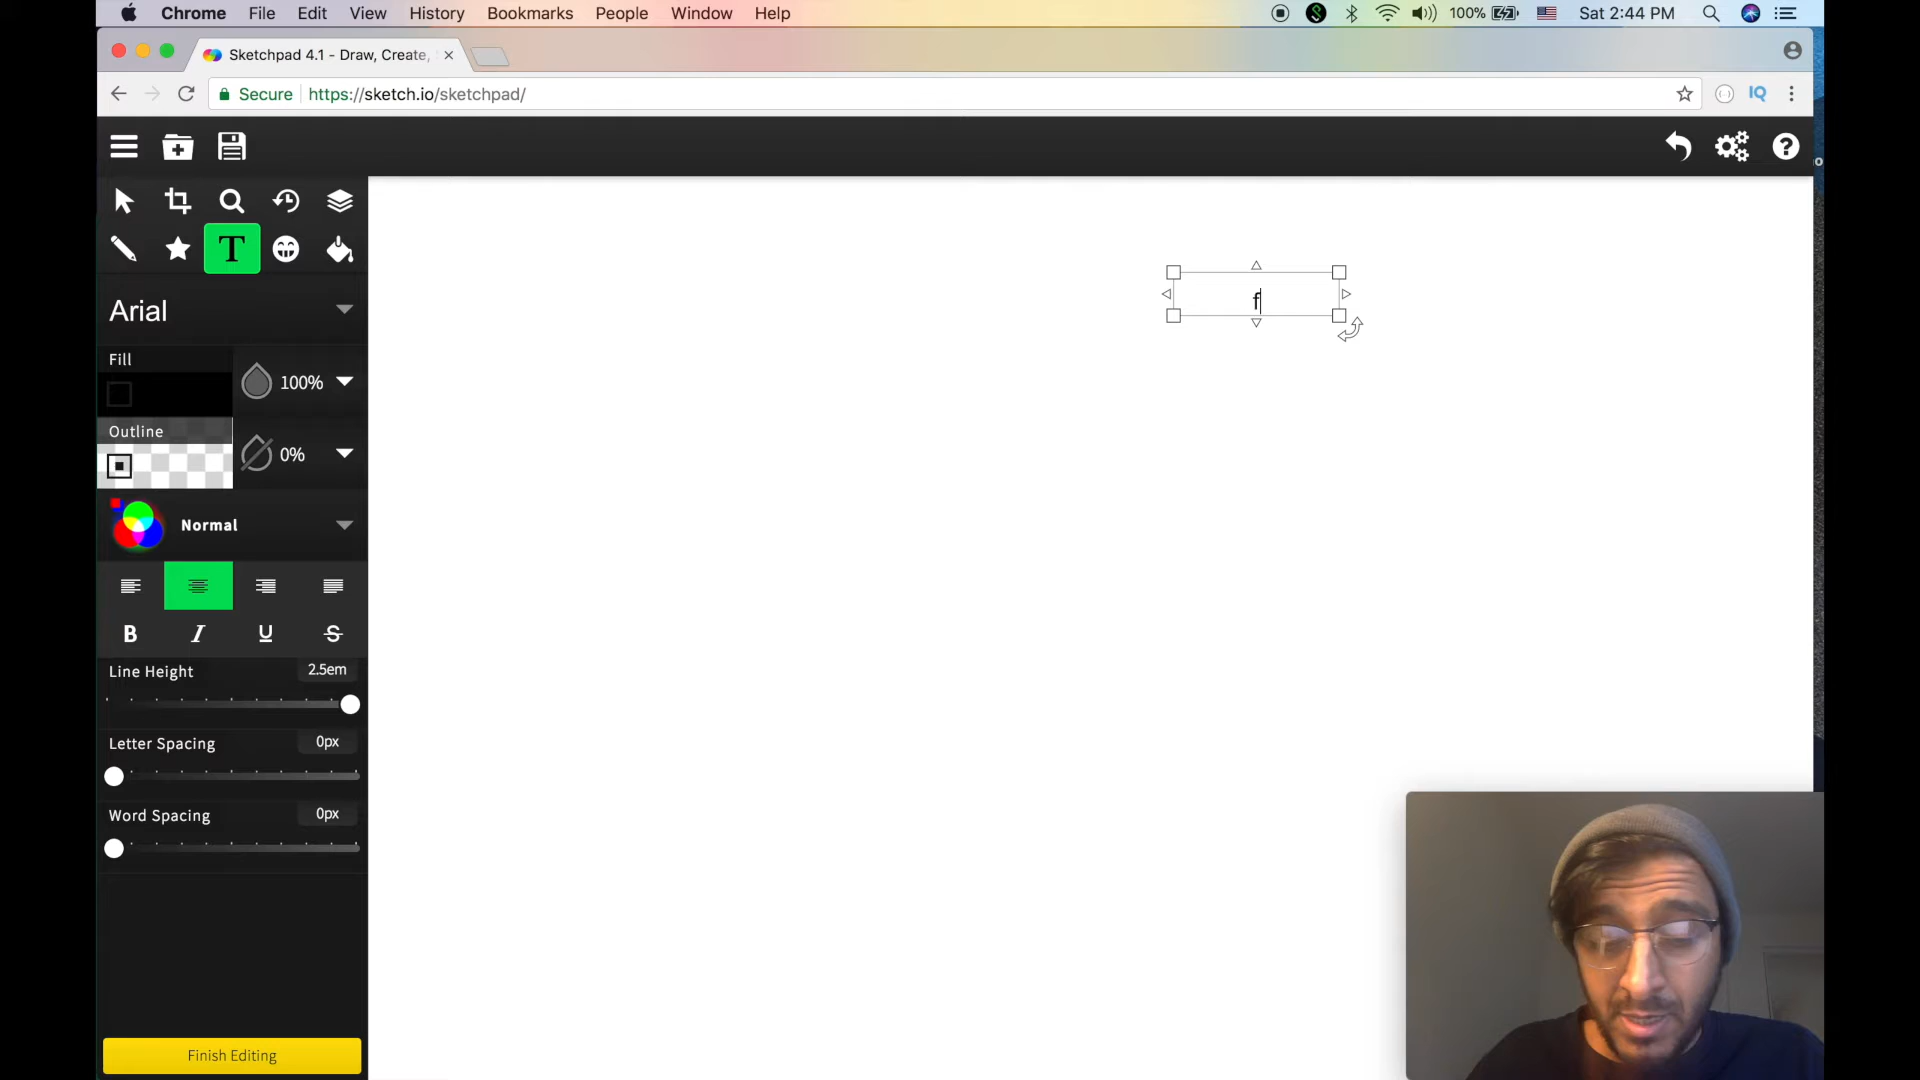 Chrome File Edit View History Bookmarks People Window Help 100% Sat 2:44 PM
Sketchpad 4.1 - Draw, Create,
Secure https://sketch.io/sketchpad/ IQ
T
Arial
Fill
100%
Outline
0%
Normal
B I U S
Line Height 2.5em
Letter Spacing 0px
Word Spacing 0px
Finish Editing
f